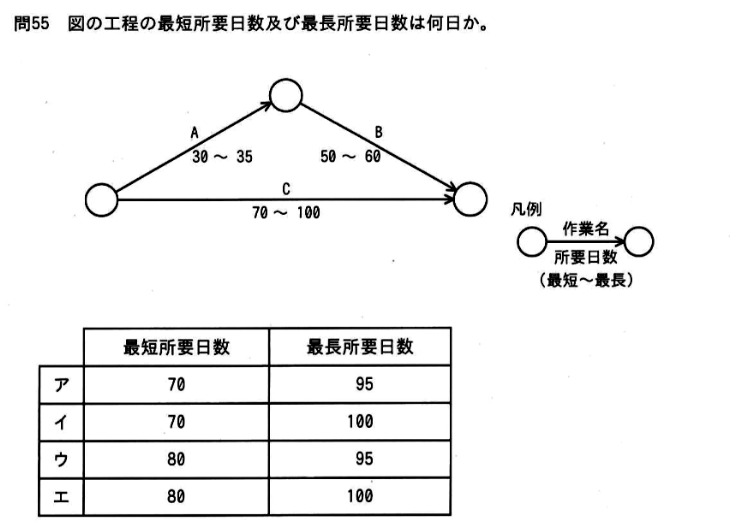 問55 図の工程の最短所要日数及び最長所要日数は何日か。
A
30 ～ 35
B
50 ～ 60
C
70 ～ 100
凡例
作業名
所要日数
（最短～最長）
最短所要日数 最長所要日数
ア 70 95
イ 70 100
ウ 80 95
エ 80 100